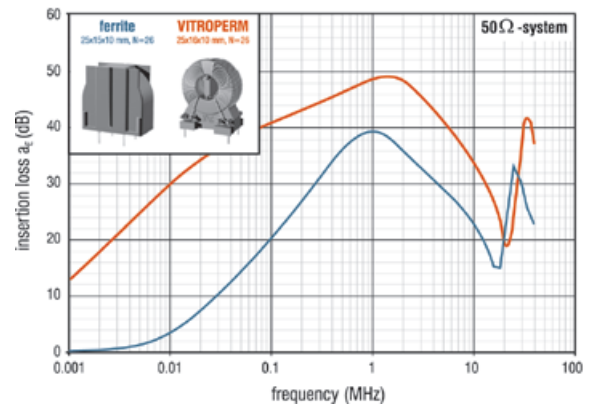 60
50
40
30
20
10
0
insertion loss aₑ (dB)
ferrite
25x15x10 mm, N=26
VITROPERM
25x16x10 mm, N=26
50Ω -system
0.001
0.01
0.1
1
10
100
frequency (MHz)